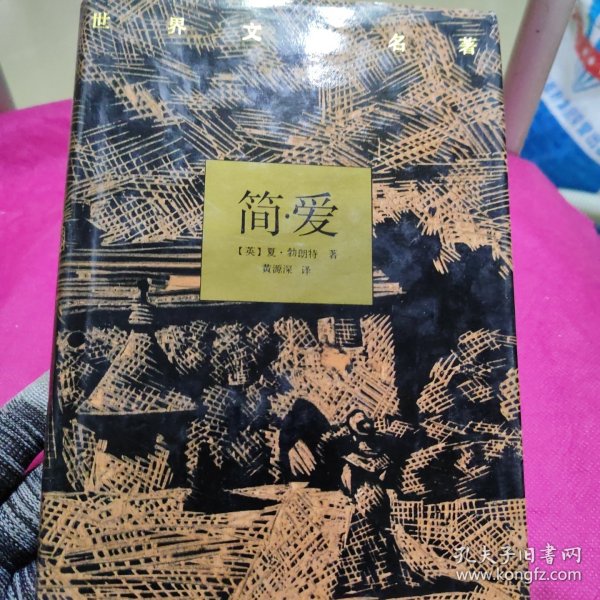 世界文 名著
简·爱
【英】夏·勃朗特 著
黄源深 译
孔夫子旧书网
www.kongfz.com